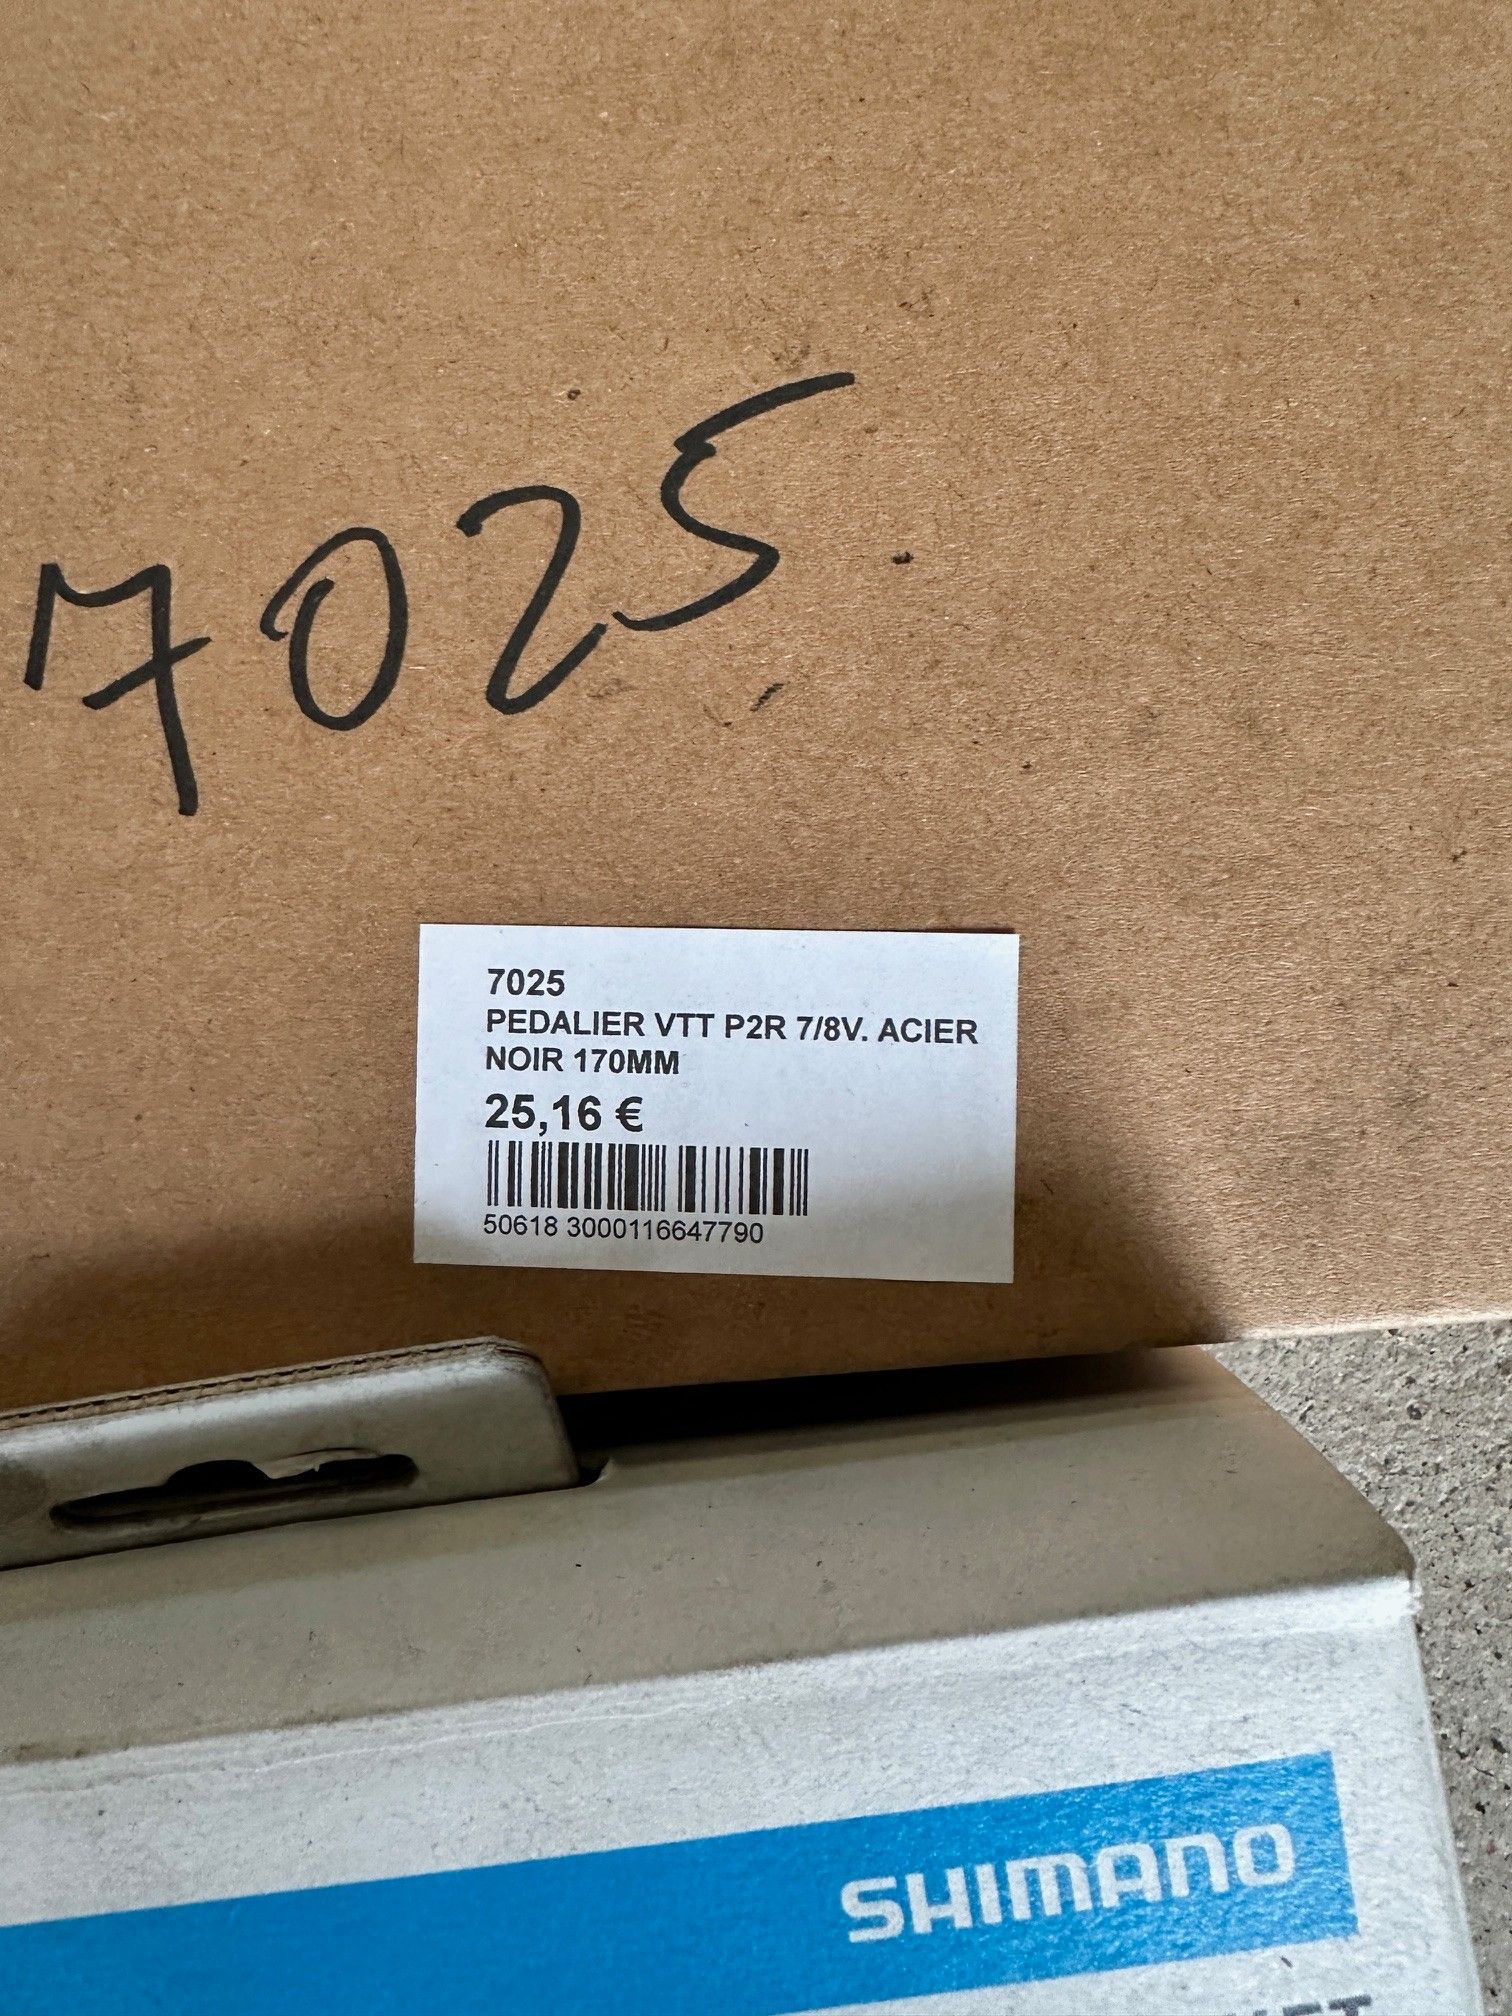 7025
7025
PEDALIER VTT P2R 7/8V. ACIER
NOIR 170MM
25,16 €
50618 3000116647790
SHIMANO